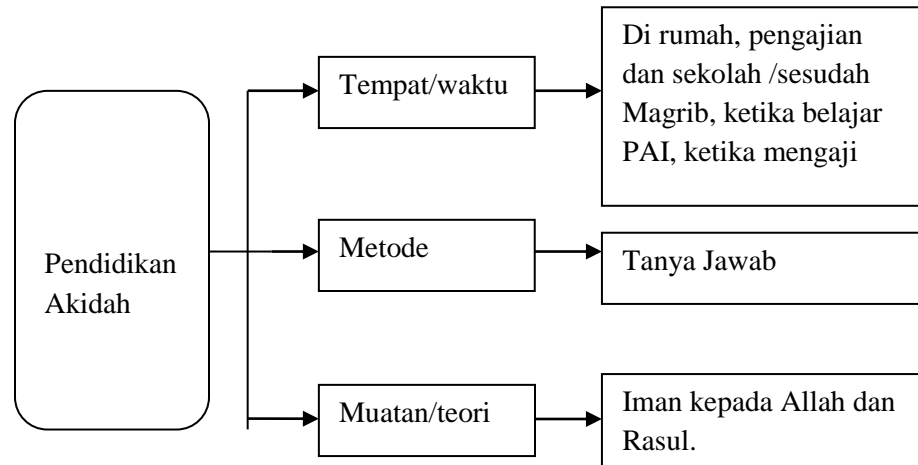 Pendidikan
Akidah
Tempat/waktu
Di rumah, pengajian
dan sekolah /sesudah
Magrib, ketika belajar
PAI, ketika mengaji
Metode
Tanya Jawab
Muatan/teori
Iman kepada Allah dan
Rasul.